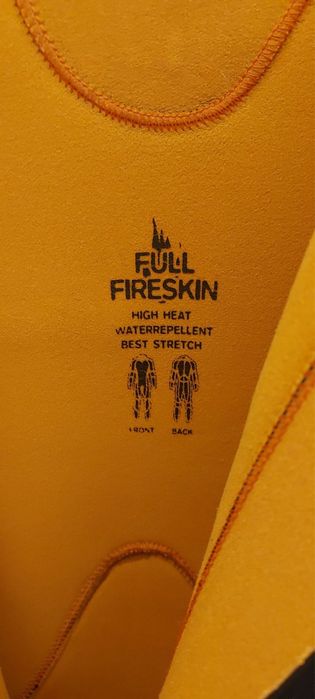 FULL
FIRESKIN
HIGH HEAT
WATERREPELLENT
BEST STRETCH
FRONT BACK